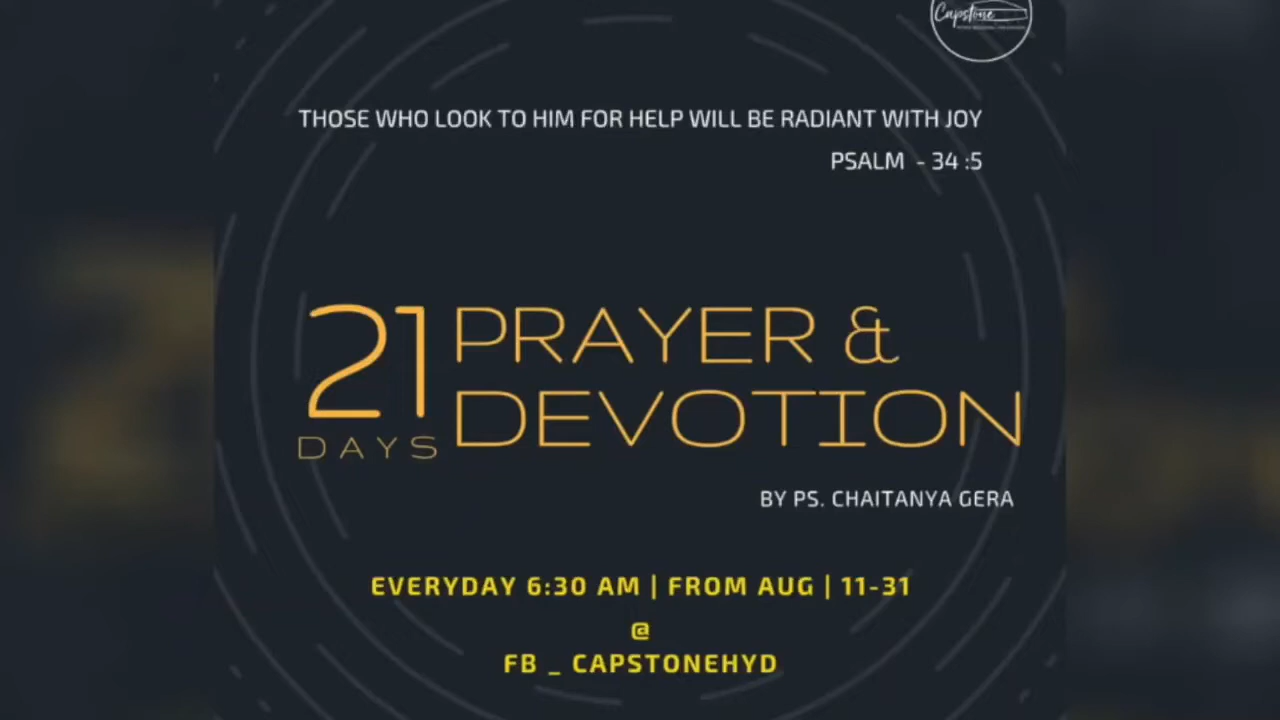 Capstone
THOSE WHO LOOK TO HIM FOR HELP WILL BE RADIANT WITH JOY
PSALM - 34 :5
21 PRAYER &
DAYS DEVOTION
BY PS. CHAITANYA GERA
EVERYDAY 6:30 AM | FROM AUG | 11-31
@
FB _ CAPSTONEHYD